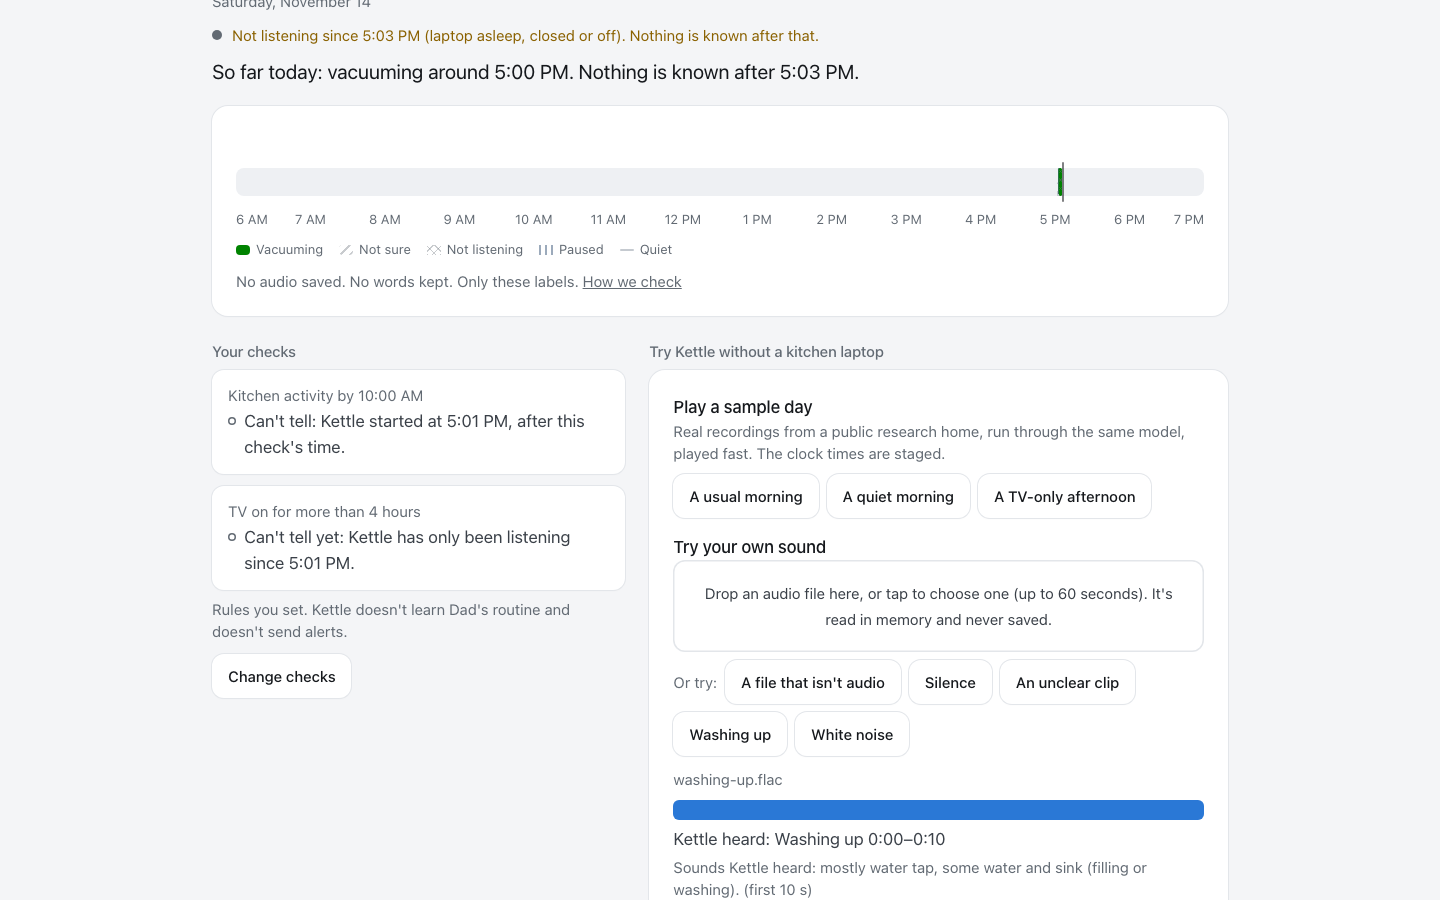 Saturday, November 14
Not listening since 5:03 PM (laptop asleep, closed or off). Nothing is known after that.
So far today: vacuuming around 5:00 PM. Nothing is known after 5:03 PM.
6 AM 7 AM 8 AM 9 AM 10 AM 11 AM 12 PM 1 PM 2 PM 3 PM 4 PM 5 PM 6 PM 7 PM
Vacuuming Not sure Not listening Paused Quiet
No audio saved. No words kept. Only these labels. How we check
Your checks
Kitchen activity by 10:00 AM
Can't tell: Kettle started at 5:01 PM, after this
check's time.
TV on for more than 4 hours
Can't tell yet: Kettle has only been listening
since 5:01 PM.
Rules you set. Kettle doesn't learn Dad's routine and
doesn't send alerts.
Change checks
Try Kettle without a kitchen laptop
Play a sample day
Real recordings from a public research home, run through the same model,
played fast. The clock times are staged.
A usual morning A quiet morning A TV-only afternoon
Try your own sound
Drop an audio file here, or tap to choose one (up to 60 seconds). It's
read in memory and never saved.
Or try: A file that isn't audio Silence An unclear clip
Washing up White noise
washing-up.flac
Kettle heard: Washing up 0:00–0:10
Sounds Kettle heard: mostly water tap, some water and sink (filling or
washing). (first 10 s)